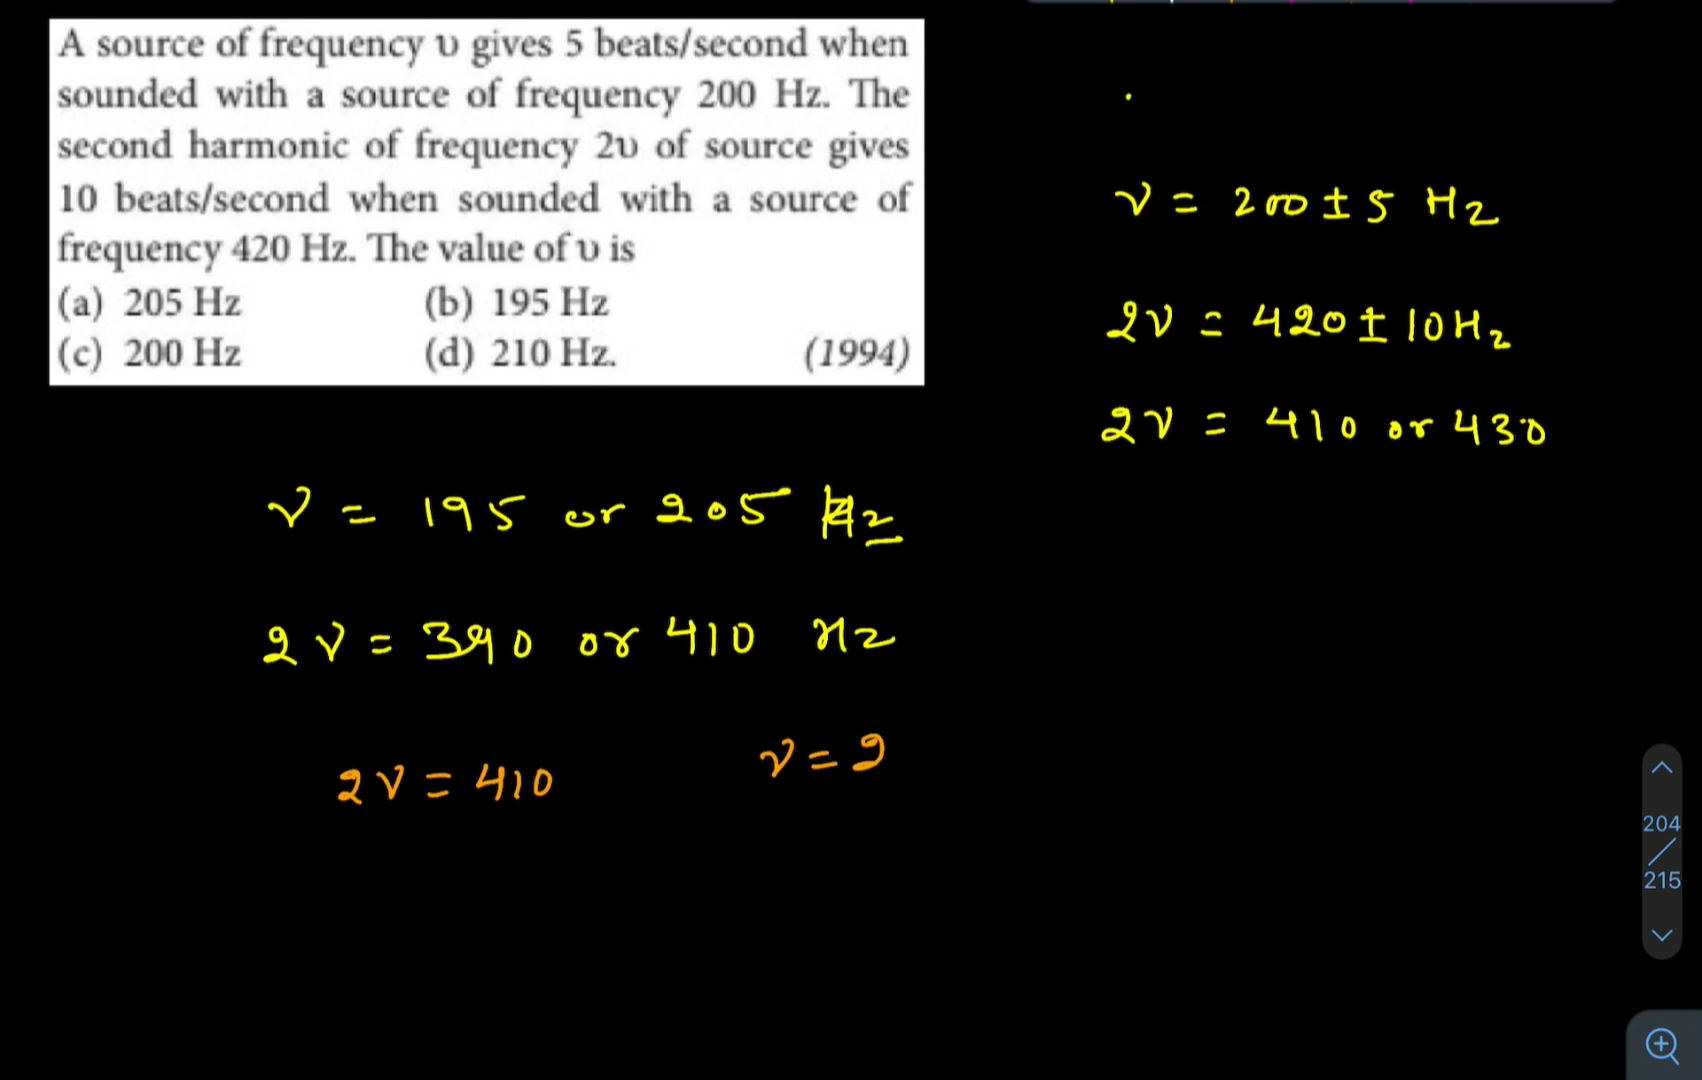 A source of frequency υ gives 5 beats/second when
sounded with a source of frequency 200 Hz. The
second harmonic of frequency 2υ of source gives
10 beats/second when sounded with a source of
frequency 420 Hz. The value of υ is
(a) 205 Hz (b) 195 Hz
(c) 200 Hz (d) 210 Hz. (1994)
ν = 200 ± 5 Hz
2ν = 420 ± 10 Hz
2ν = 410 or 430
ν = 195 or 205 Hz
2ν = 390 or 410 Hz
2ν = 410 ν = 2
204
/
215